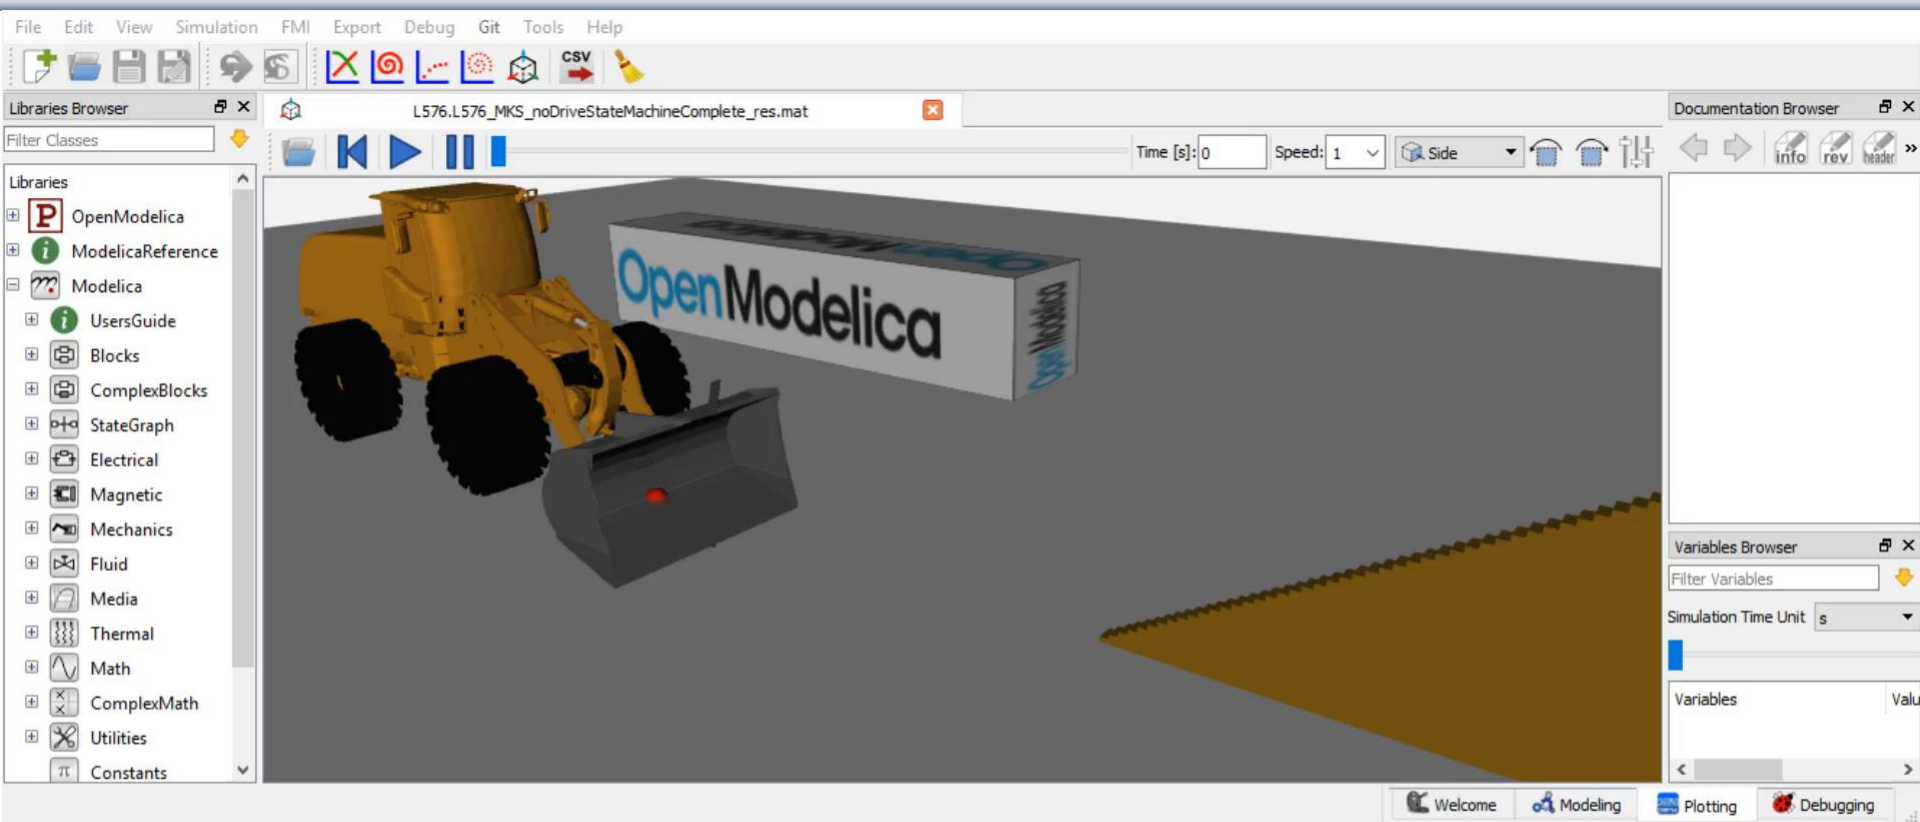 File Edit View Simulation FMI Export Debug Git Tools Help
CSV
Libraries Browser
L576.L576_MKS_noDriveStateMachineComplete_res.mat
Documentation Browser
Filter Classes
Time [s]: 0
Speed: 1
Side
info
rev
header
»
Libraries
P OpenModelica
i ModelicaReference
Modelica
i UsersGuide
Blocks
ComplexBlocks
StateGraph
Electrical
Magnetic
Mechanics
Fluid
Media
Thermal
Math
ComplexMath
Utilities
π Constants
OpenModelica
OpenModelica
OpenModelica
Variables Browser
Filter Variables
Simulation Time Unit s
Variables Valu
Welcome Modeling Plotting Debugging